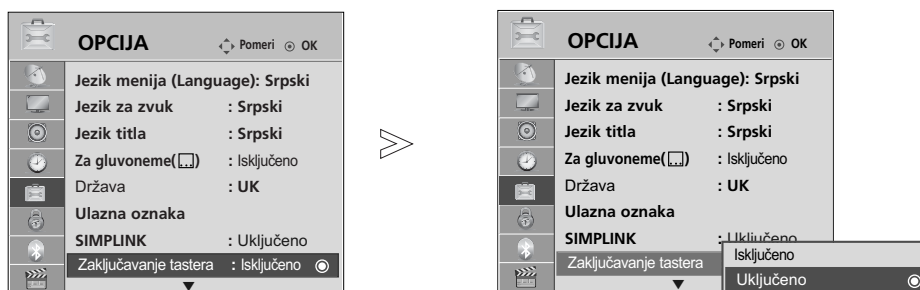 OPCIJA Pomeri OK
Jezik menija (Language): Srpski
Jezik za zvuk : Srpski
Jezik titla : Srpski
Za gluvoneme(...) : Isključeno
Država : UK
Ulazna oznaka
SIMPLINK : Uključeno
Zaključavanje tastera : Isključeno
OPCIJA Pomeri OK
Jezik menija (Language): Srpski
Jezik za zvuk : Srpski
Jezik titla : Srpski
Za gluvoneme(...) : Isključeno
Država : UK
Ulazna oznaka
SIMPLINK : Uključeno
Zaključavanje tastera
Isključeno
Uključeno